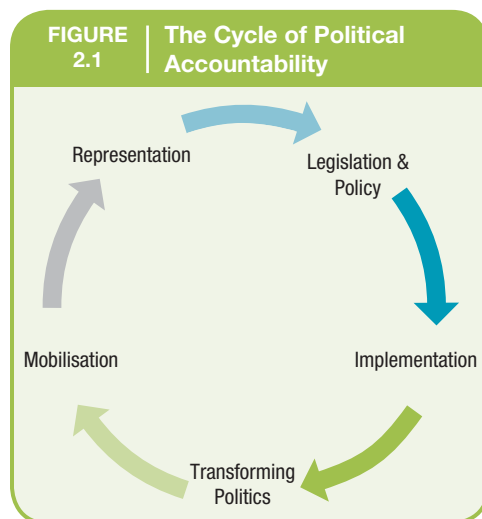 FIGURE
2.1
The Cycle of Political
Accountability
Representation
Legislation &
Policy
Implementation
Transforming
Politics
Mobilisation